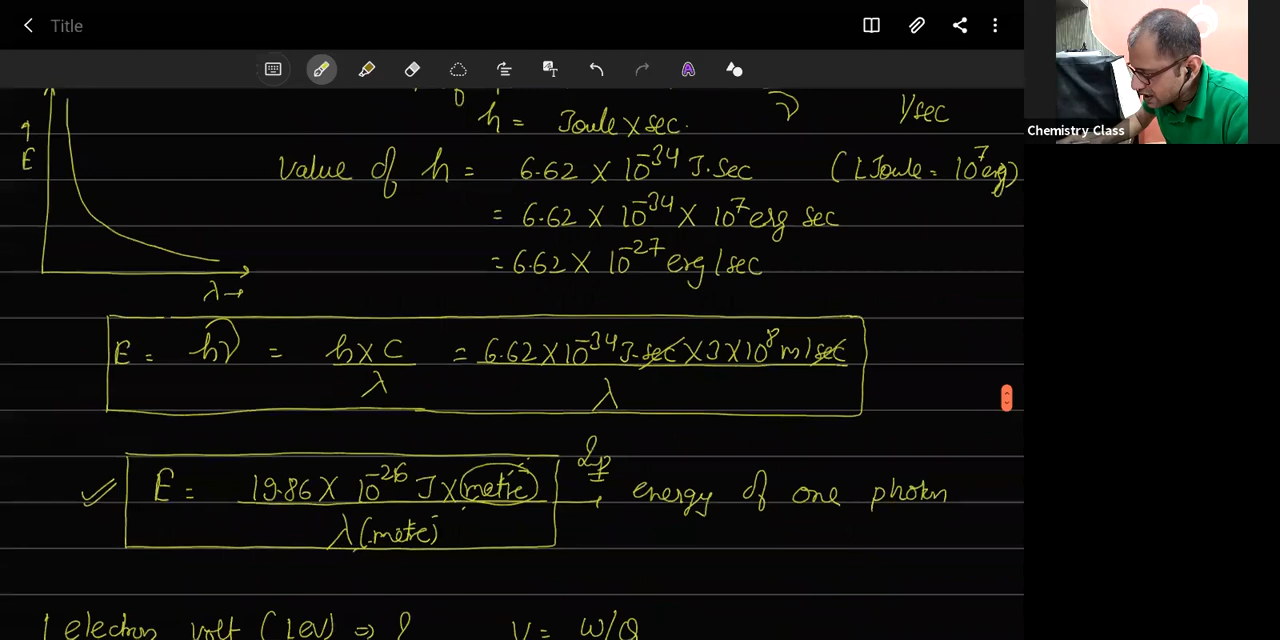 Title
Chemistry Class
h = Joule × sec.
ν 1/sec
E
λ→
Value of h = 6.62 × 10⁻³⁴ J.Sec (1 Joule = 10⁷ erg)
= 6.62 × 10⁻³⁴ × 10⁷ erg sec
= 6.62 × 10⁻²⁷ erg/sec
E = hν = h×c/λ = 6.62×10⁻³⁴ J.sec × 3×10⁸ m/sec / λ
E = 19.86 × 10⁻²⁶ J × (metre) / λ(metre) → energy of one photon
1 electron volt (1eV) ⇒ ? V = W/Q